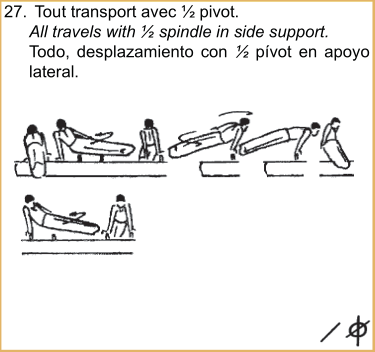 27. Tout transport avec ½ pivot.
All travels with ½ spindle in side support.
Todo, desplazamiento con ½ pívot en apoyo
lateral.